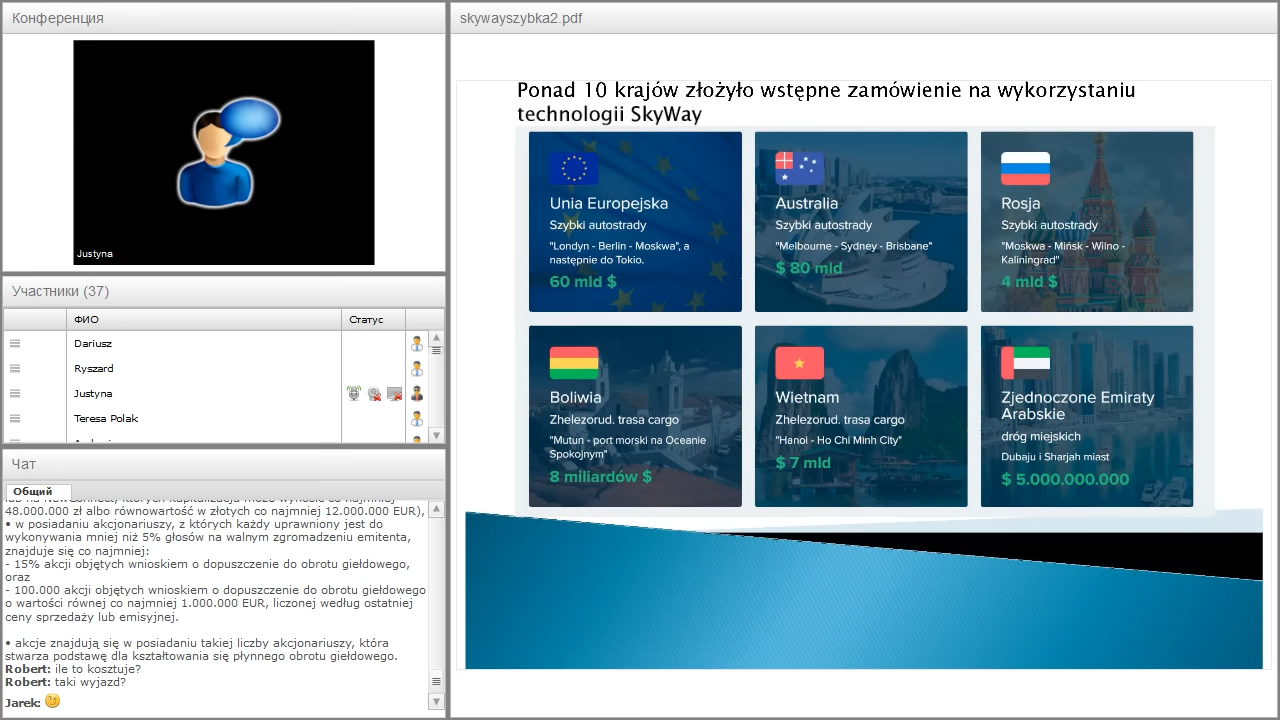 Конференция
Justyna
Участники (37)
ФИО
Статус
Dariusz
Ryszard
Justyna
Teresa Polak
Чат
Общий
48.000.000 zł albo równowartość w złotych co najmniej 12.000.000 EUR),
• w posiadaniu akcjonariuszy, z których każdy uprawniony jest do
wykonywania mniej niż 5% głosów na walnym zgromadzeniu emitenta,
znajduje się co najmniej:
- 15% akcji objętych wnioskiem o dopuszczenie do obrotu giełdowego,
oraz
- 100.000 akcji objętych wnioskiem o dopuszczenie do obrotu giełdowego
o wartości równej co najmniej 1.000.000 EUR, liczonej według ostatniej
ceny sprzedaży lub emisyjnej.
• akcje znajdują się w posiadaniu takiej liczby akcjonariuszy, która
stwarza podstawę dla kształtowania się płynnego obrotu giełdowego.
Robert: ile to kosztuje?
Robert: taki wyjazd?
Jarek:
skywayszybka2.pdf
Ponad 10 krajów złożyło wstępne zamówienie na wykorzystaniu
technologii SkyWay
Unia Europejska
Szybki autostrady
"Londyn - Berlin - Moskwa", a
następnie do Tokio.
60 mld $
Australia
Szybki autostrady
"Melbourne - Sydney - Brisbane"
$ 80 mld
Rosja
Szybki autostrady
"Moskwa - Mińsk - Wilno -
Kaliningrad"
4 mld $
Boliwia
Zhelezorud. trasa cargo
"Mutun - port morski na Oceanie
Spokojnym"
8 miliardów $
Wietnam
Zhelezorud. trasa cargo
"Hanoi - Ho Chi Minh City"
$ 7 mld
Zjednoczone Emiraty
Arabskie
dróg miejskich
Dubaju i Sharjah miast
$ 5.000.000.000